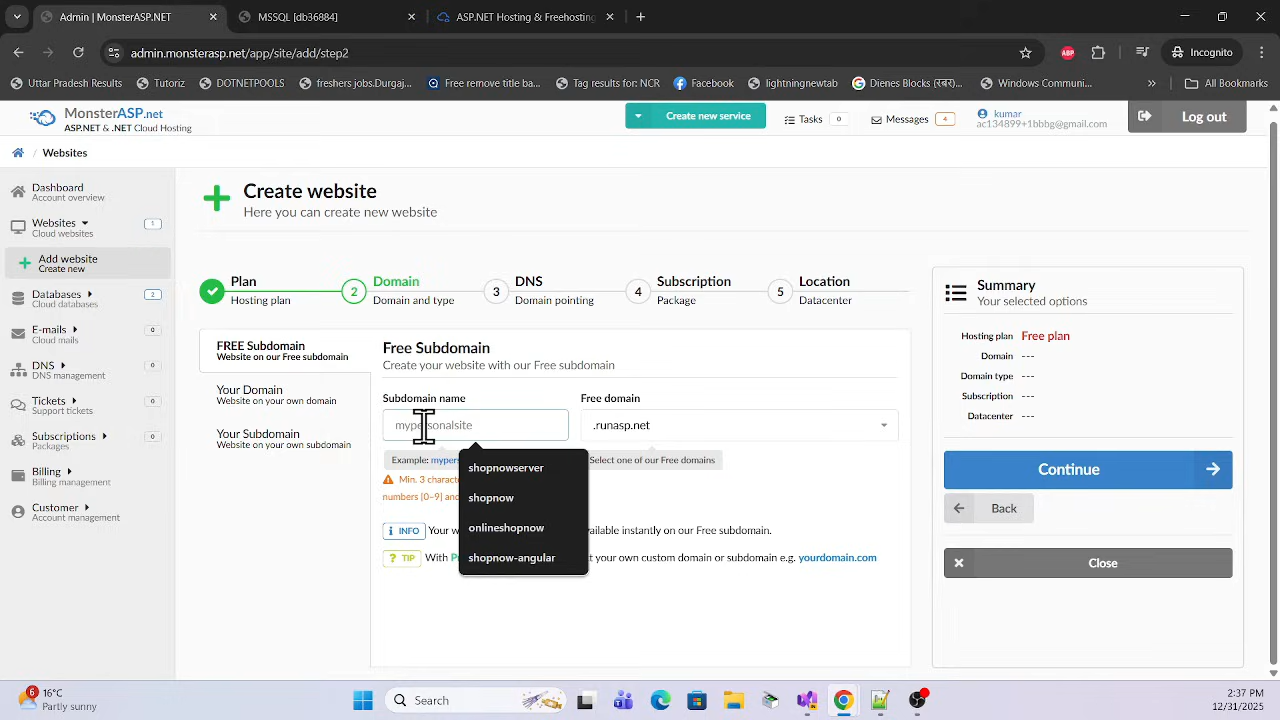 Admin | MonsterASP.net
MSSQL [db36884]
ASP.NET Hosting & Freehosting
admin.monsterasp.net/app/site/add/step2
ABP
Incognito
Uttar Pradesh Results
Tutoriz
DOTNETPOOLS
freshers jobs.Durgaj...
Free remove title ba...
Tag results for NCR
Facebook
lightningnewtab
Dienes Blocks (दशा...
Windows Communi...
All Bookmarks
MonsterASP.net
ASP.NET & .NET Cloud Hosting
Create new service
Tasks 0
Messages 4
kumar
ac134899+1bbbg@gmail.com
Log out
/ Websites
Dashboard
Account overview
Websites
Cloud websites
1
Add website
Create new
Databases
Cloud databases
2
E-mails
Cloud mails
0
DNS
DNS management
0
Tickets
Support tickets
0
Subscriptions
Packages
0
Billing
Billing management
Customer
Account management
Create website
Here you can create new website
Plan
Hosting plan
2
Domain
Domain and type
3
DNS
Domain pointing
4
Subscription
Package
5
Location
Datacenter
FREE Subdomain
Website on our Free subdomain
Your Domain
Website on your own domain
Your Subdomain
Website on your own subdomain
Free Subdomain
Create your website with our Free subdomain
Subdomain name
mypersonalsite
Free domain
.runasp.net
Example: mypers
Select one of our Free domains
Min. 3 characte
numbers [0-9] and
shopnowserver
shopnow
onlineshopnow
shopnow-angular
INFO Your w
available instantly on our Free subdomain.
TIP With P
t your own custom domain or subdomain e.g. yourdomain.com
Summary
Your selected options
Hosting plan Free plan
Domain ---
Domain type ---
Subscription ---
Datacenter ---
Continue
Back
Close
6
16°C
Partly sunny
Search
2:37 PM
12/31/2025